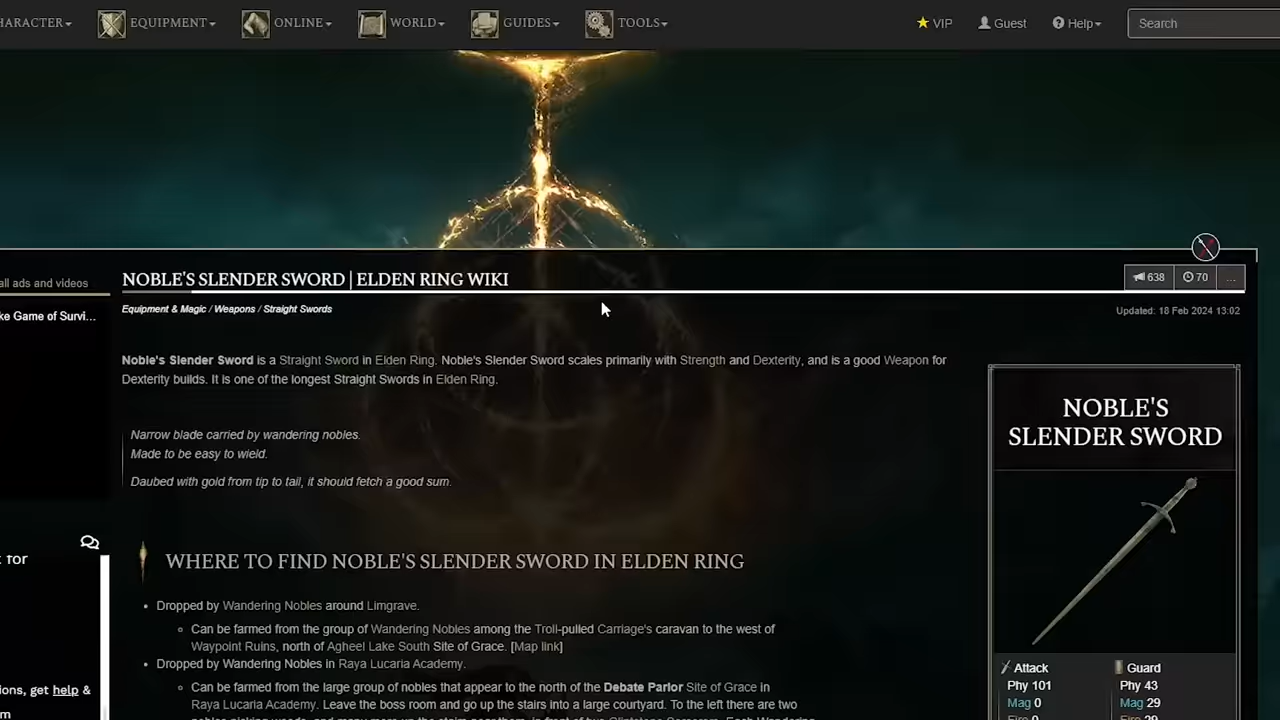 HARACTER
EQUIPMENT
ONLINE
WORLD
GUIDES
TOOLS
VIP
Guest
Help
Search
all ads and videos
NOBLE'S SLENDER SWORD | ELDEN RING WIKI
638
70
...
ke Game of Survi...
Equipment & Magic / Weapons / Straight Swords
Updated: 18 Feb 2024 13:02
Noble's Slender Sword is a Straight Sword in Elden Ring. Noble's Slender Sword scales primarily with Strength and Dexterity, and is a good Weapon for
Dexterity builds. It is one of the longest Straight Swords in Elden Ring.
NOBLE'S
SLENDER SWORD
Narrow blade carried by wandering nobles.
Made to be easy to wield.
Daubed with gold from tip to tail, it should fetch a good sum.
for
WHERE TO FIND NOBLE'S SLENDER SWORD IN ELDEN RING
• Dropped by Wandering Nobles around Limgrave.
Can be farmed from the group of Wandering Nobles among the Troll-pulled Carriage's caravan to the west of
Waypoint Ruins, north of Agheel Lake South Site of Grace. [Map link]
• Dropped by Wandering Nobles in Raya Lucaria Academy.
Can be farmed from the large group of nobles that appear to the north of the Debate Parlor Site of Grace in
Raya Lucaria Academy. Leave the boss room and go up the stairs into a large courtyard. To the left there are two
Attack
Guard
Phy 101
Phy 43
Mag 0
Mag 29
ions, get help &
m